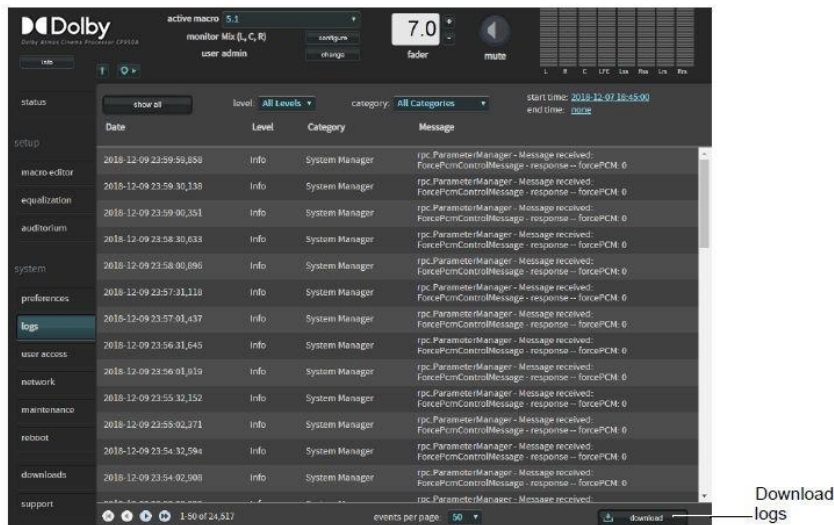 Dolby
active macro 5.1
monitor Mix (L, C, R) configure
user admin change
7.0 + -
fader
mute
Dolby Atmos Cinema Processor CP950A
info
L R C LFE Lss Rss Lrs Rrs
status
show all level: All Levels category: All Categories
start time: 2018-12-07 18:45:00
end time: none
Date Level Category Message
setup
macro editor
equalization
auditorium
system
preferences
logs
user access
network
maintenance
reboot
downloads
support
2018-12-09 23:59:59,858 Info System Manager rpc.ParameterManager - Message received:
ForcePcmControlMessage - response -- forcePCM: 0
2018-12-09 23:59:30,138 Info System Manager rpc.ParameterManager - Message received:
ForcePcmControlMessage - response -- forcePCM: 0
2018-12-09 23:59:00,351 Info System Manager rpc.ParameterManager - Message received:
ForcePcmControlMessage - response -- forcePCM: 0
2018-12-09 23:58:30,633 Info System Manager rpc.ParameterManager - Message received:
ForcePcmControlMessage - response -- forcePCM: 0
2018-12-09 23:58:00,896 Info System Manager rpc.ParameterManager - Message received:
ForcePcmControlMessage - response -- forcePCM: 0
2018-12-09 23:57:31,118 Info System Manager rpc.ParameterManager - Message received:
ForcePcmControlMessage - response -- forcePCM: 0
2018-12-09 23:57:01,437 Info System Manager rpc.ParameterManager - Message received:
ForcePcmControlMessage - response -- forcePCM: 0
2018-12-09 23:56:31,645 Info System Manager rpc.ParameterManager - Message received:
ForcePcmControlMessage - response -- forcePCM: 0
2018-12-09 23:56:01,919 Info System Manager rpc.ParameterManager - Message received:
ForcePcmControlMessage - response -- forcePCM: 0
2018-12-09 23:55:32,152 Info System Manager rpc.ParameterManager - Message received:
ForcePcmControlMessage - response -- forcePCM: 0
2018-12-09 23:55:02,371 Info System Manager rpc.ParameterManager - Message received:
ForcePcmControlMessage - response -- forcePCM: 0
2018-12-09 23:54:32,594 Info System Manager rpc.ParameterManager - Message received:
ForcePcmControlMessage - response -- forcePCM: 0
2018-12-09 23:54:02,908 Info System Manager rpc.ParameterManager - Message received:
ForcePcmControlMessage - response -- forcePCM: 0
rpc.ParameterManager - Message received:
1-50 of 24,517 events per page: 50 download
Download
logs